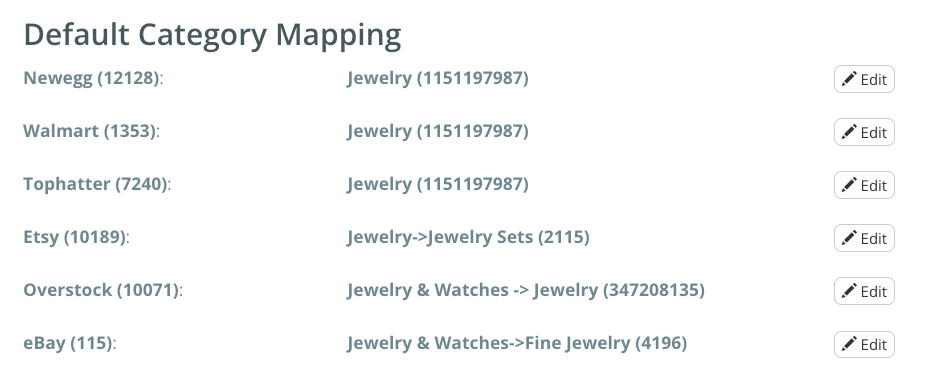 Default Category Mapping
Newegg (12128): Jewelry (1151197987) Edit
Walmart (1353): Jewelry (1151197987) Edit
Tophatter (7240): Jewelry (1151197987) Edit
Etsy (10189): Jewelry->Jewelry Sets (2115) Edit
Overstock (10071): Jewelry & Watches -> Jewelry (347208135) Edit
eBay (115): Jewelry & Watches->Fine Jewelry (4196) Edit